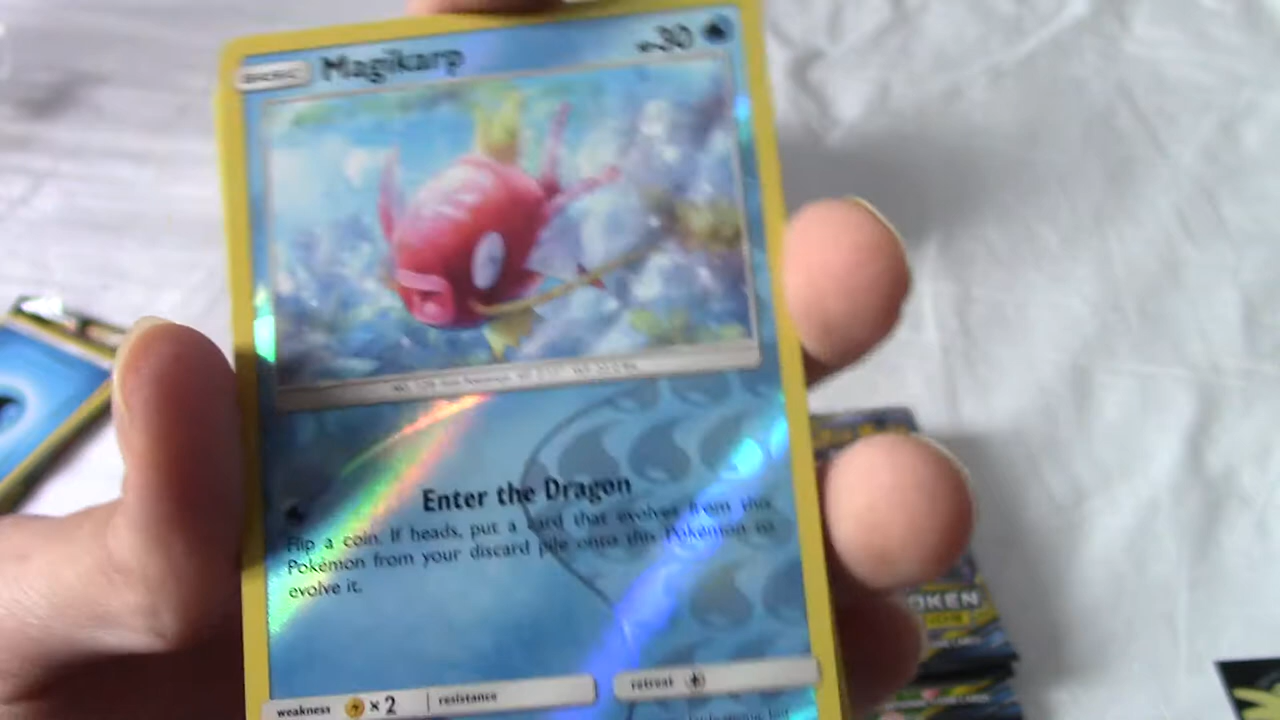 BASIC Magikarp 30
Enter the Dragon
Flip a coin. If heads, put a card that evolves from this
Pokémon from your discard pile onto this Pokémon to
evolve it.
weakness ×2 resistance
retreat
OKEN